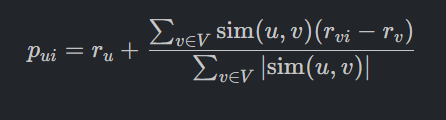 p_{ui} = r_u + \frac{\sum_{v \in V} \text{sim}(u, v)(r_{vi} - r_v)}{\sum_{v \in V} |\text{sim}(u, v)|}